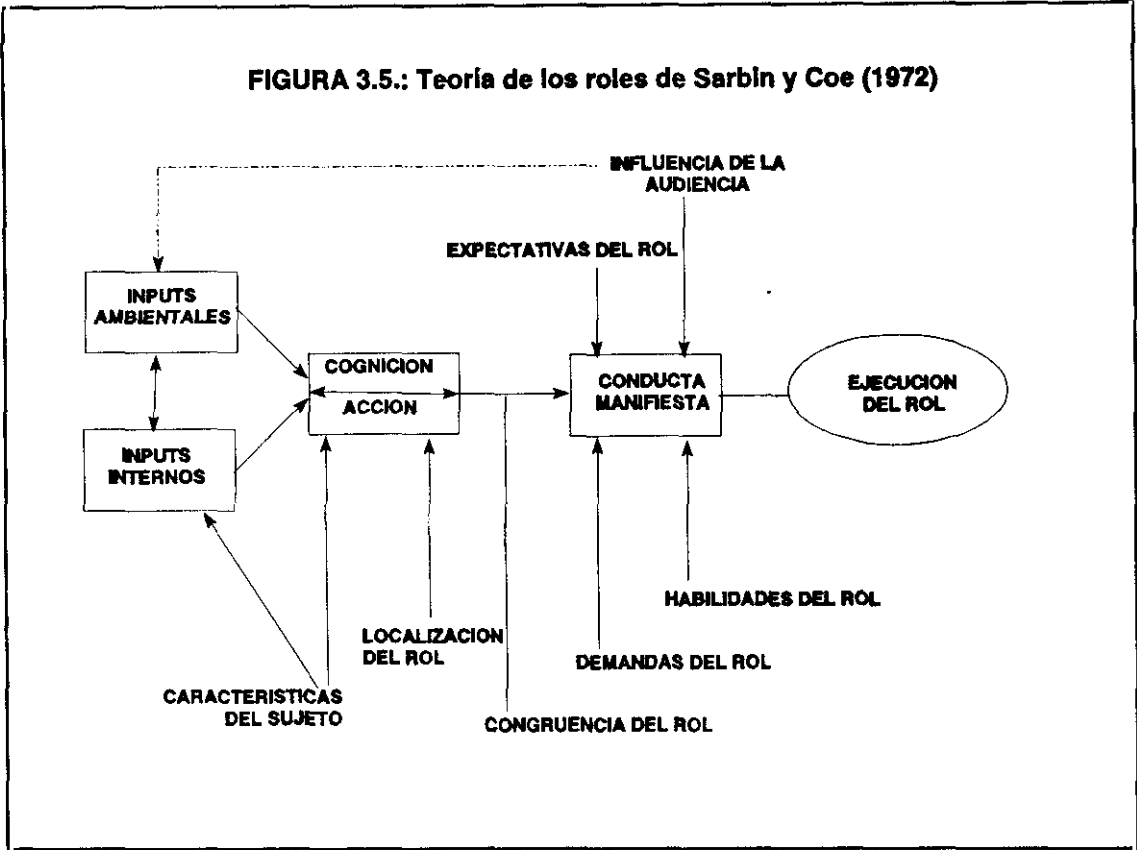 FIGURA 3.5.: Teoría de los roles de Sarbin y Coe (1972)
INFLUENCIA DE LA
AUDIENCIA
EXPECTATIVAS DEL ROL
INPUTS
AMBIENTALES
COGNICION
ACCION
CONDUCTA
MANIFIESTA
EJECUCION
DEL ROL
INPUTS
INTERNOS
HABILIDADES DEL ROL
LOCALIZACION
DEL ROL
DEMANDAS DEL ROL
CARACTERISTICAS
DEL SUJETO
CONGRUENCIA DEL ROL